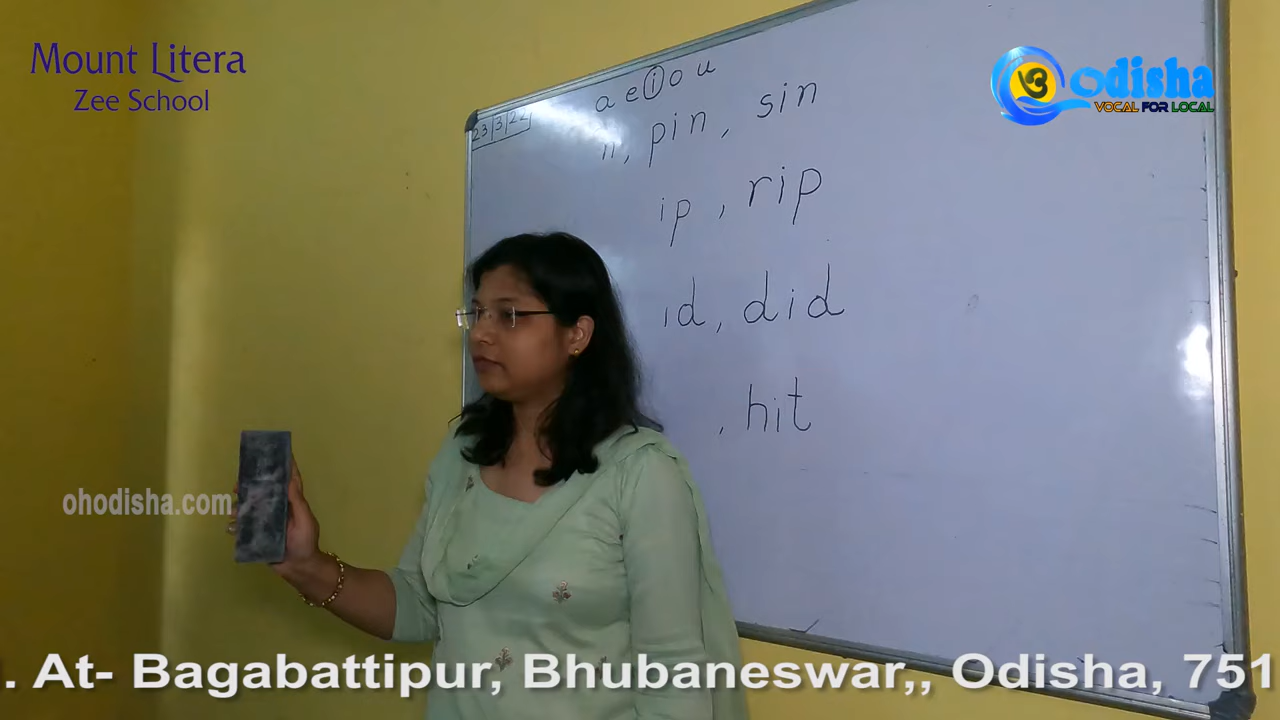 Mount Litera
Zee School
odisha
VOCAL FOR LOCAL
23/3/22
a e i o u
, pin, sin
ip, rip
id, did
, hit
ohodisha.com
. At- Bagabattipur, Bhubaneswar,, Odisha, 751